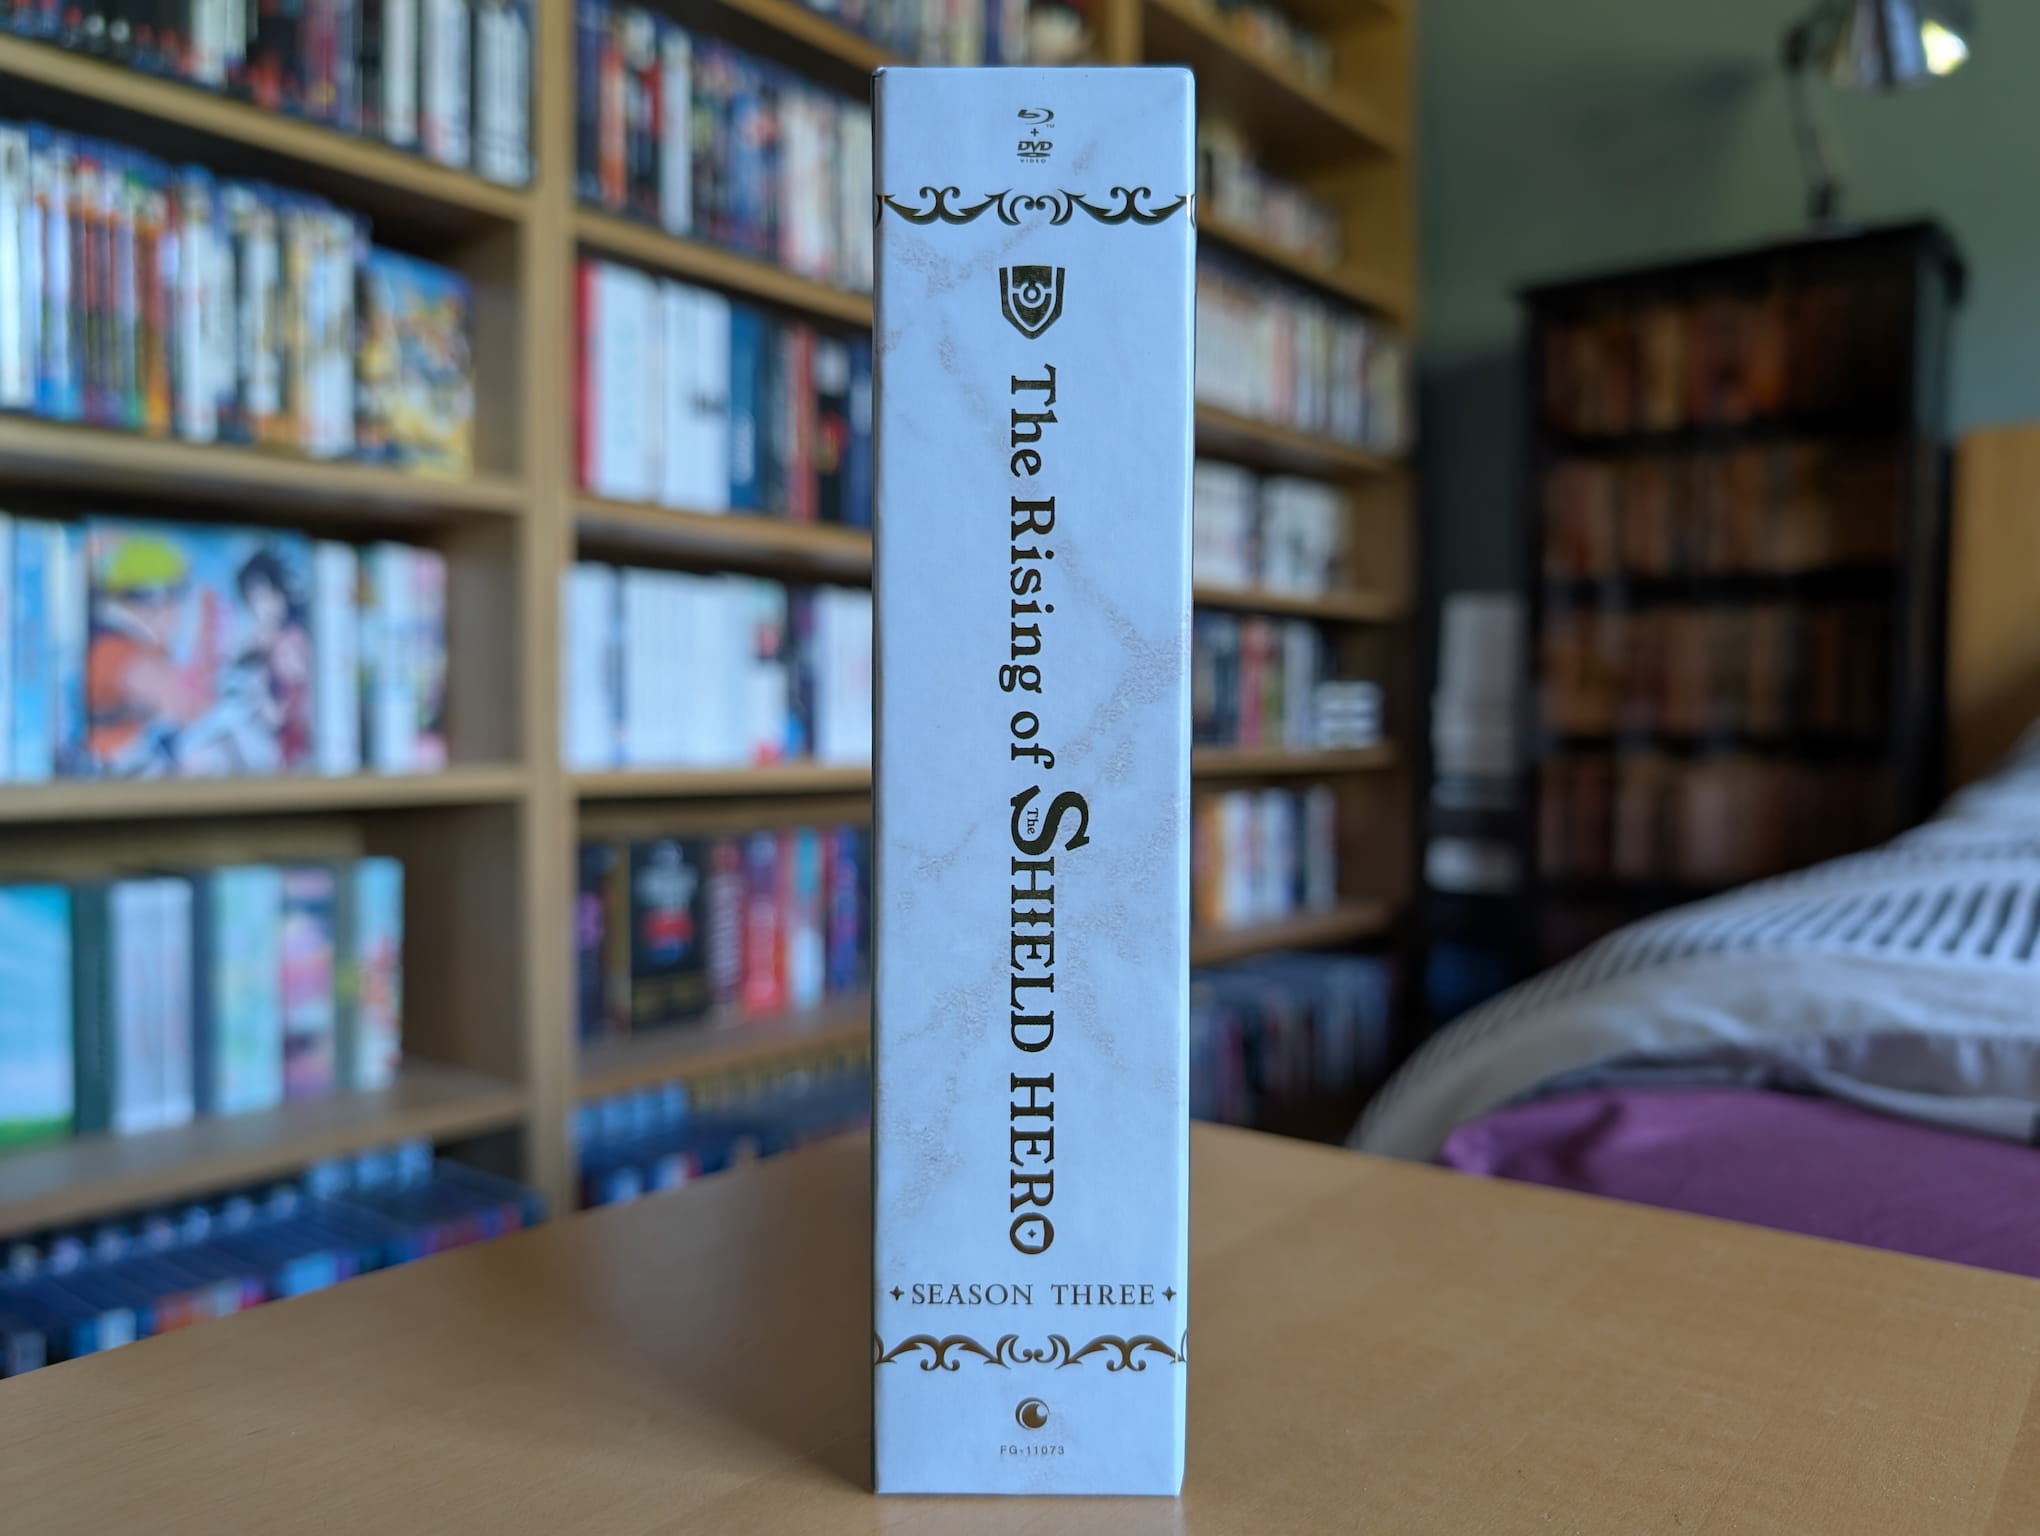 +
DVD
VIDEO
The Rising of The SHIELD HERO
SEASON THREE
FG-11073